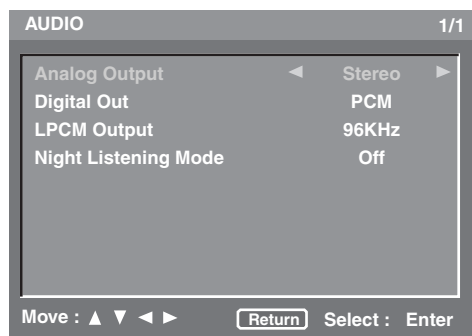 AUDIO 1/1
Analog Output ◄ Stereo ►
Digital Out PCM
LPCM Output 96KHz
Night Listening Mode Off
Move : ▲ ▼ ◄ ► Return Select : Enter